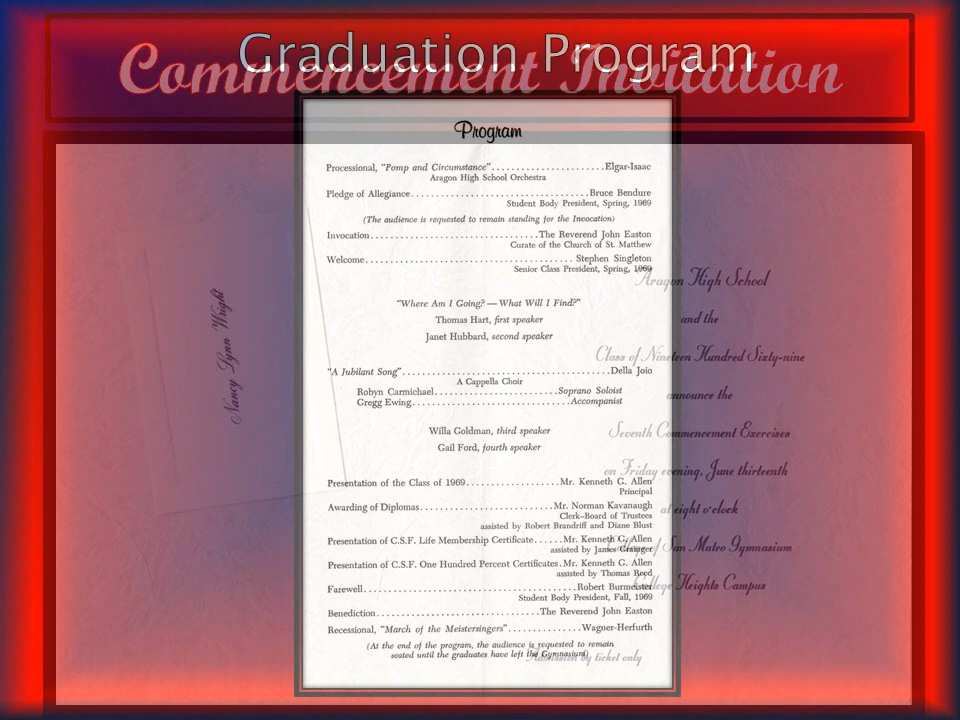 Graduation Program
Commencement Invitation
Program
Processional, "Pomp and Circumstance" . . . . . . . . . . . . . . . . . . . . . . Elgar-Isaac
Aragon High School Orchestra
Pledge of Allegiance . . . . . . . . . . . . . . . . . . . . . . . . . . . . . . . . . . . Bruce Bendure
Student Body President, Spring, 1969
(The audience is requested to remain standing for the Invocation)
Invocation . . . . . . . . . . . . . . . . . . . . . . . . . . . . . . . . . The Reverend John Easton
Curate of the Church of St. Matthew
Welcome . . . . . . . . . . . . . . . . . . . . . . . . . . . . . . . . . . . . . . . . . Stephen Singleton
Senior Class President, Spring, 1969
"Where Am I Going? — What Will I Find?"
Thomas Hart, first speaker
Janet Hubbard, second speaker
"A Jubilant Song" . . . . . . . . . . . . . . . . . . . . . . . . . . . . . . . . . . . . . . . . Della Joio
A Cappella Choir
Robyn Carmichael . . . . . . . . . . . . . . . . . . . . . . . . Soprano Soloist
Gregg Ewing . . . . . . . . . . . . . . . . . . . . . . . . . . . . . . . Accompanist
Willa Goldman, third speaker
Gail Ford, fourth speaker
Presentation of the Class of 1969 . . . . . . . . . . . . . . . . . . Mr. Kenneth G. Allen
Principal
Awarding of Diplomas . . . . . . . . . . . . . . . . . . . . . . . . . . Mr. Norman Kavanaugh
Clerk–Board of Trustees
assisted by Robert Brandriff and Diane Blust
Presentation of C.S.F. Life Membership Certificate . . . . . . Mr. Kenneth G. Allen
assisted by James Grainger
Presentation of C.S.F. One Hundred Percent Certificates . Mr. Kenneth G. Allen
assisted by Thomas Reed
Farewell . . . . . . . . . . . . . . . . . . . . . . . . . . . . . . . . . . . . . . . . Robert Burmeister
Student Body President, Fall, 1969
Benediction . . . . . . . . . . . . . . . . . . . . . . . . . . . . . . . The Reverend John Easton
Recessional, "March of the Meistersingers" . . . . . . . . . . . . . . Wagner-Herfurth
(At the end of the program, the audience is requested to remain
seated until the graduates have left the Gymnasium)
Nancy Lynn Wright
Aragon High School
and the
Class of Nineteen Hundred Sixty-nine
announce the
Seventh Commencement Exercises
on Friday evening, June thirteenth
at eight o'clock
of San Mateo Gymnasium
College Heights Campus
Admission by ticket only